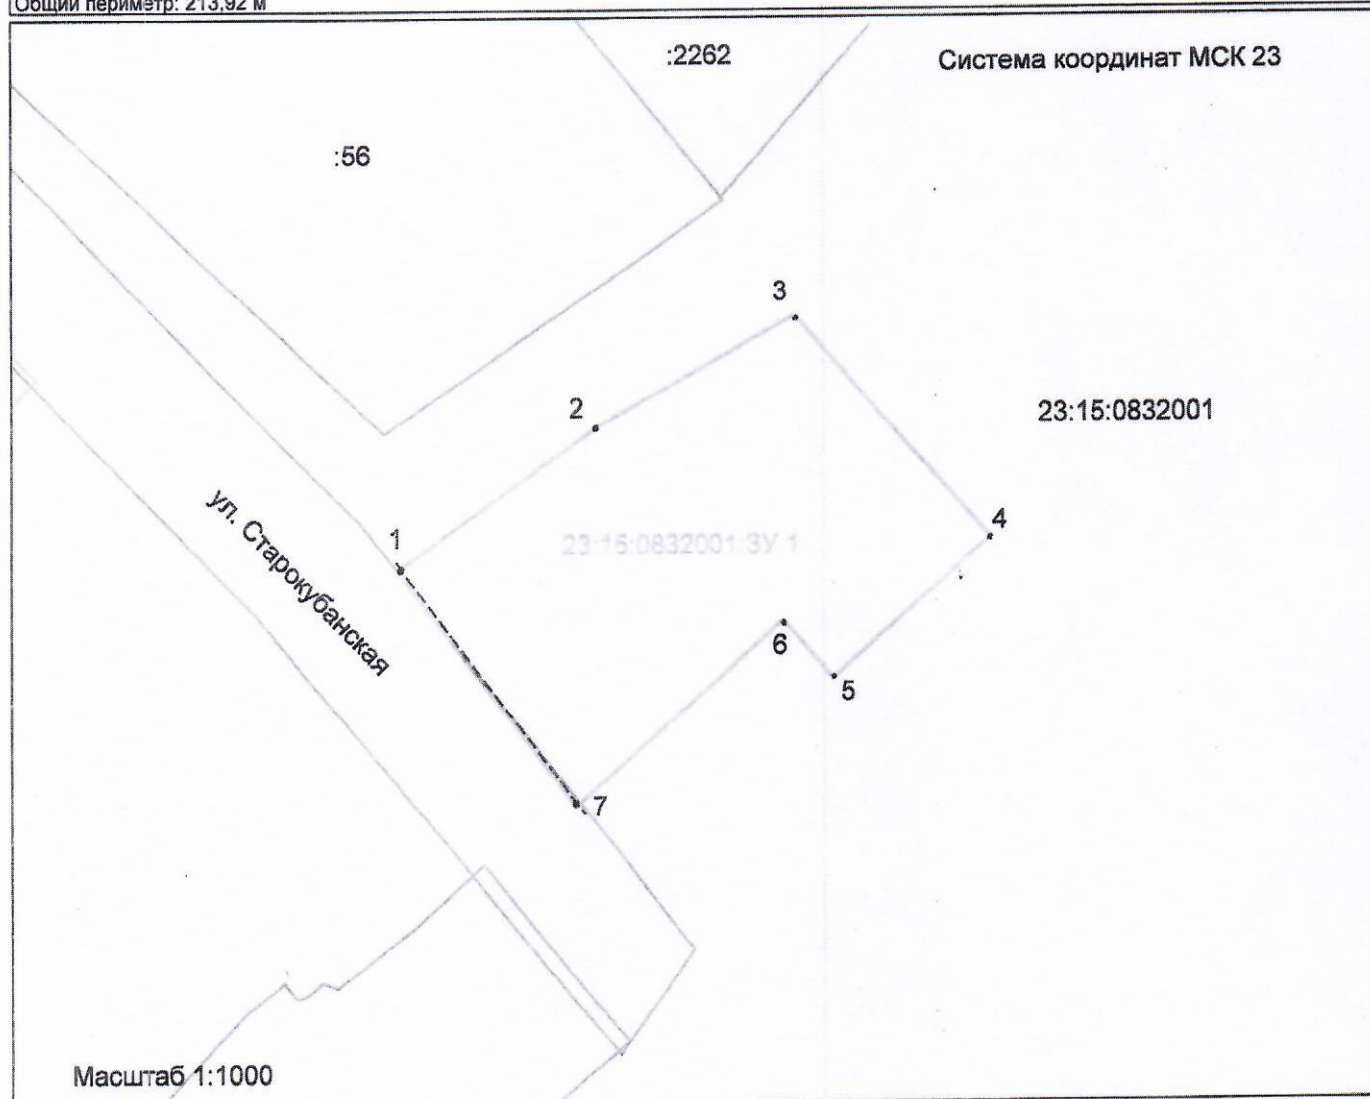 Общий периметр: 213,92 м
:2262
Система координат МСК 23
:56
3
2
23:15:0832001
4
1
23:15:0832001:ЗУ 1
ул. Старокубанская
6
5
7
Масштаб 1:1000